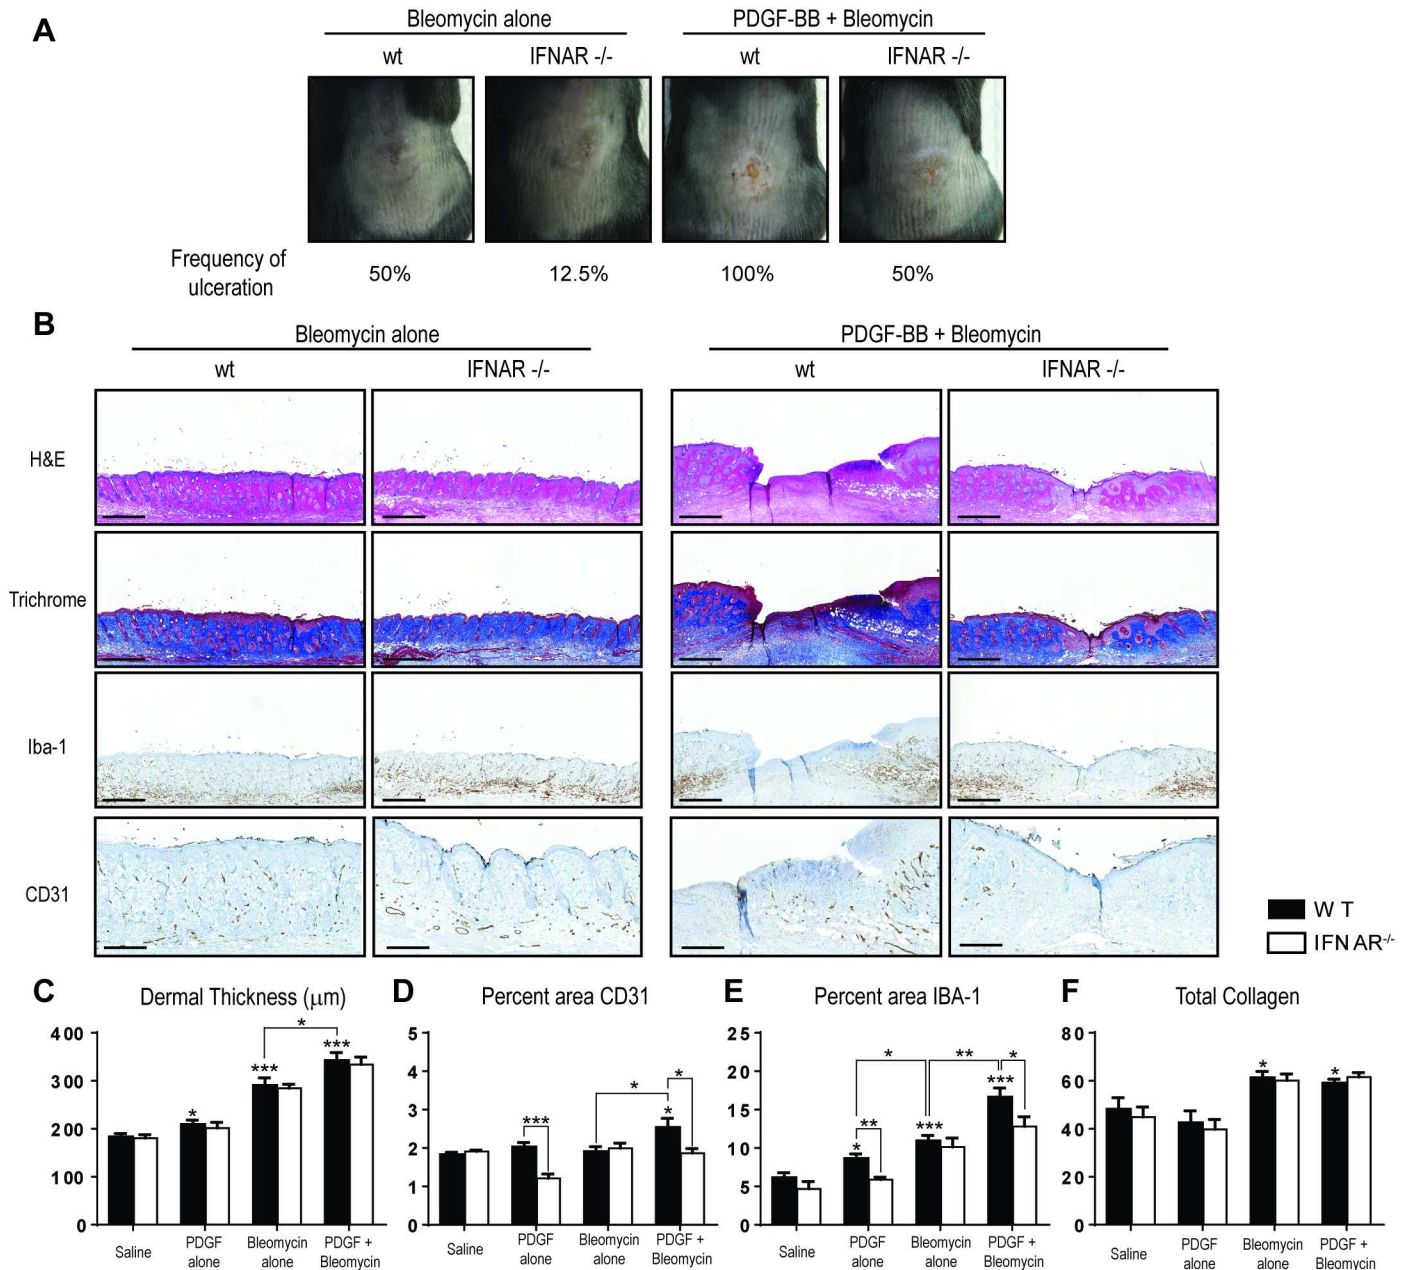 A
Bleomycin alone
PDGF-BB + Bleomycin
wt
IFNAR -/-
wt
IFNAR -/-
Frequency of
ulceration
50%
12.5%
100%
50%
B
Bleomycin alone
PDGF-BB + Bleomycin
wt
IFNAR -/-
wt
IFNAR -/-
H&E
Trichrome
Iba-1
CD31
WT
IFNAR-/-
C
Dermal Thickness (µm)
400
300
200
100
0
*
***
***
*
Saline
PDGF
alone
Bleomycin
alone
PDGF +
Bleomycin
D
Percent area CD31
5
4
3
2
1
0
***
*
*
*
Saline
PDGF
alone
Bleomycin
alone
PDGF +
Bleomycin
E
Percent area IBA-1
25
20
15
10
5
0
*
**
*
***
**
***
*
Saline
PDGF
alone
Bleomycin
alone
PDGF +
Bleomycin
F
Total Collagen
80
60
40
20
0
*
*
Saline
PDGF
alone
Bleomycin
alone
PDGF +
Bleomycin